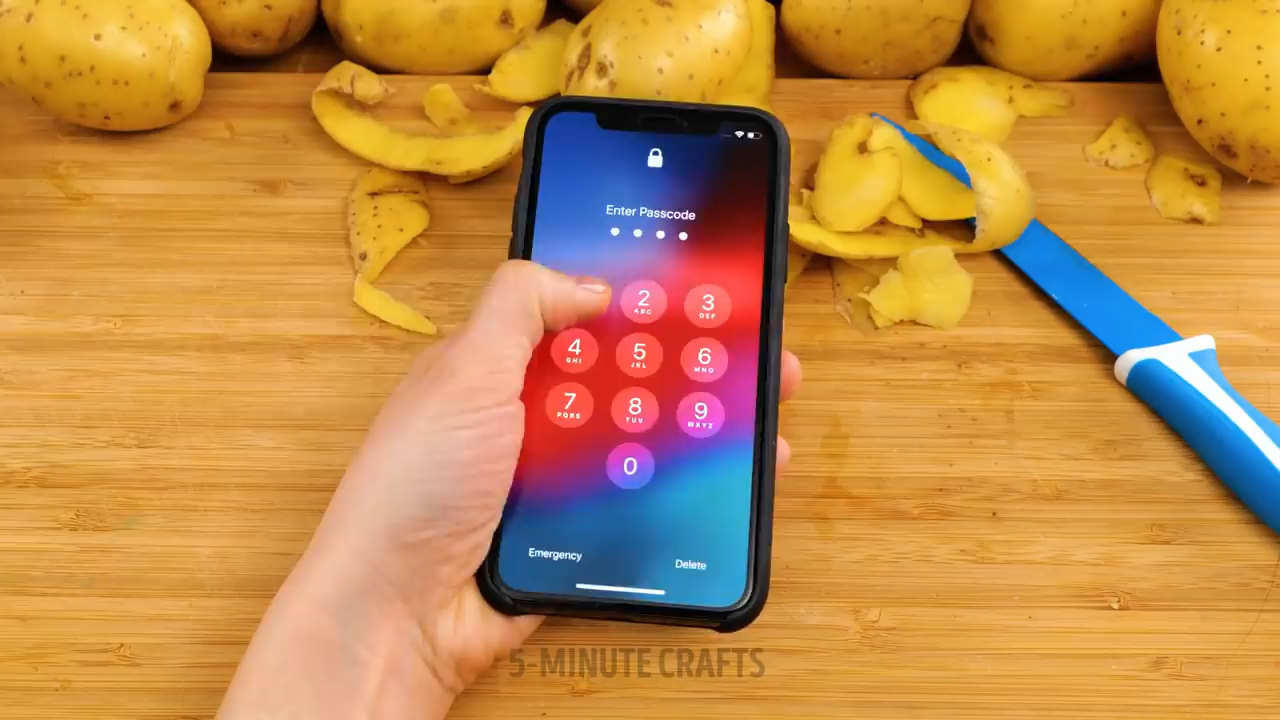 Enter Passcode
2
ABC
3
DEF
4
GHI
5
JKL
6
MNO
7
PQRS
8
TUV
9
WXYZ
0
Emergency
Delete
5-MINUTE CRAFTS